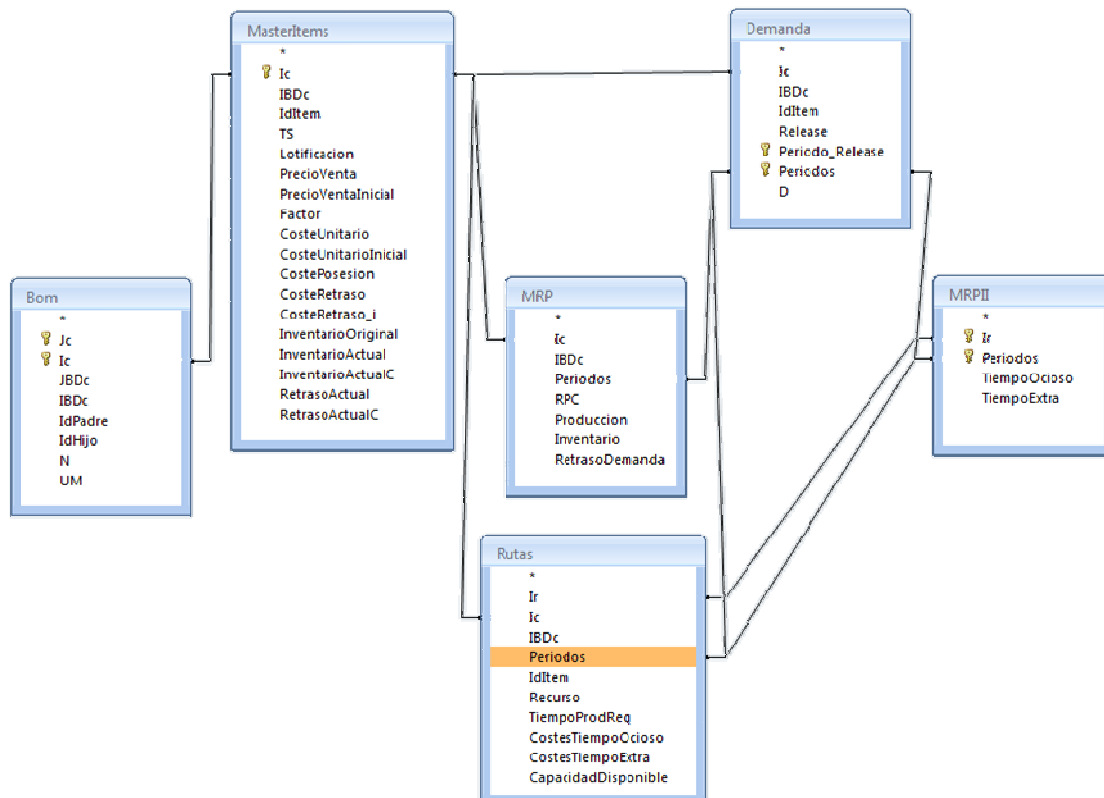 MasterItems
*
Ic
IBDc
IdItem
TS
Lotificacion
PrecioVenta
PrecioVentaInicial
Factor
CosteUnitario
CosteUnitarioInicial
CostePosesion
CosteRetraso
CosteRetraso_i
InventarioOriginal
InventarioActual
InventarioActualC
RetrasoActual
RetrasoActualC
Demanda
*
Ic
IBDc
IdItem
Release
Periodo_Release
Periodos
D
Bom
*
Jc
Ic
JBDc
IBDc
IdPadre
IdHijo
N
UM
MRP
*
Ic
IBDc
Periodos
RPC
Produccion
Inventario
RetrasoDemanda
MRPII
*
Ir
Periodos
TiempoOcioso
TiempoExtra
Rutas
*
Ir
Ic
IBDc
Periodos
IdItem
Recurso
TiempoProdReq
CostesTiempoOcioso
CostesTiempoExtra
CapacidadDisponible